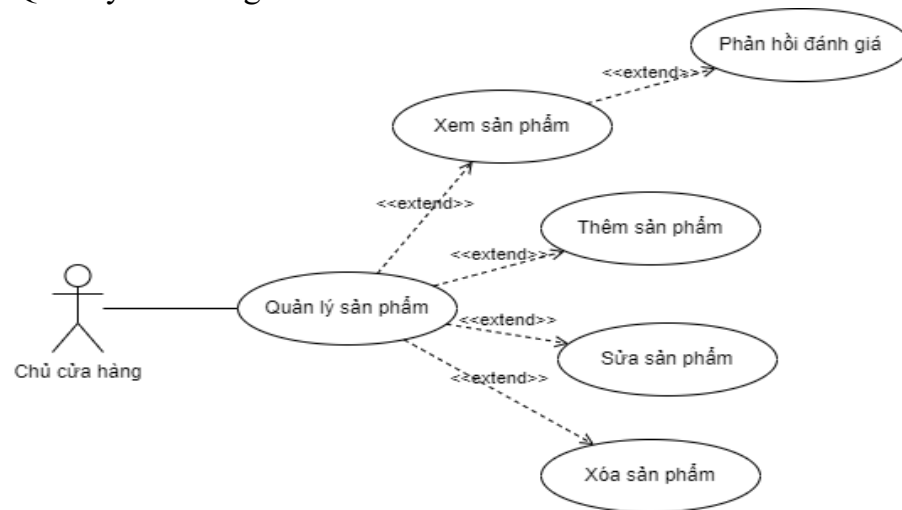 Phản hồi đánh giá
<<extend>>
Xem sản phẩm
<<extend>>
Thêm sản phẩm
<<extend>>
Quản lý sản phẩm
<<extend>>
Sửa sản phẩm
Chủ cửa hàng
<<extend>>
Xóa sản phẩm